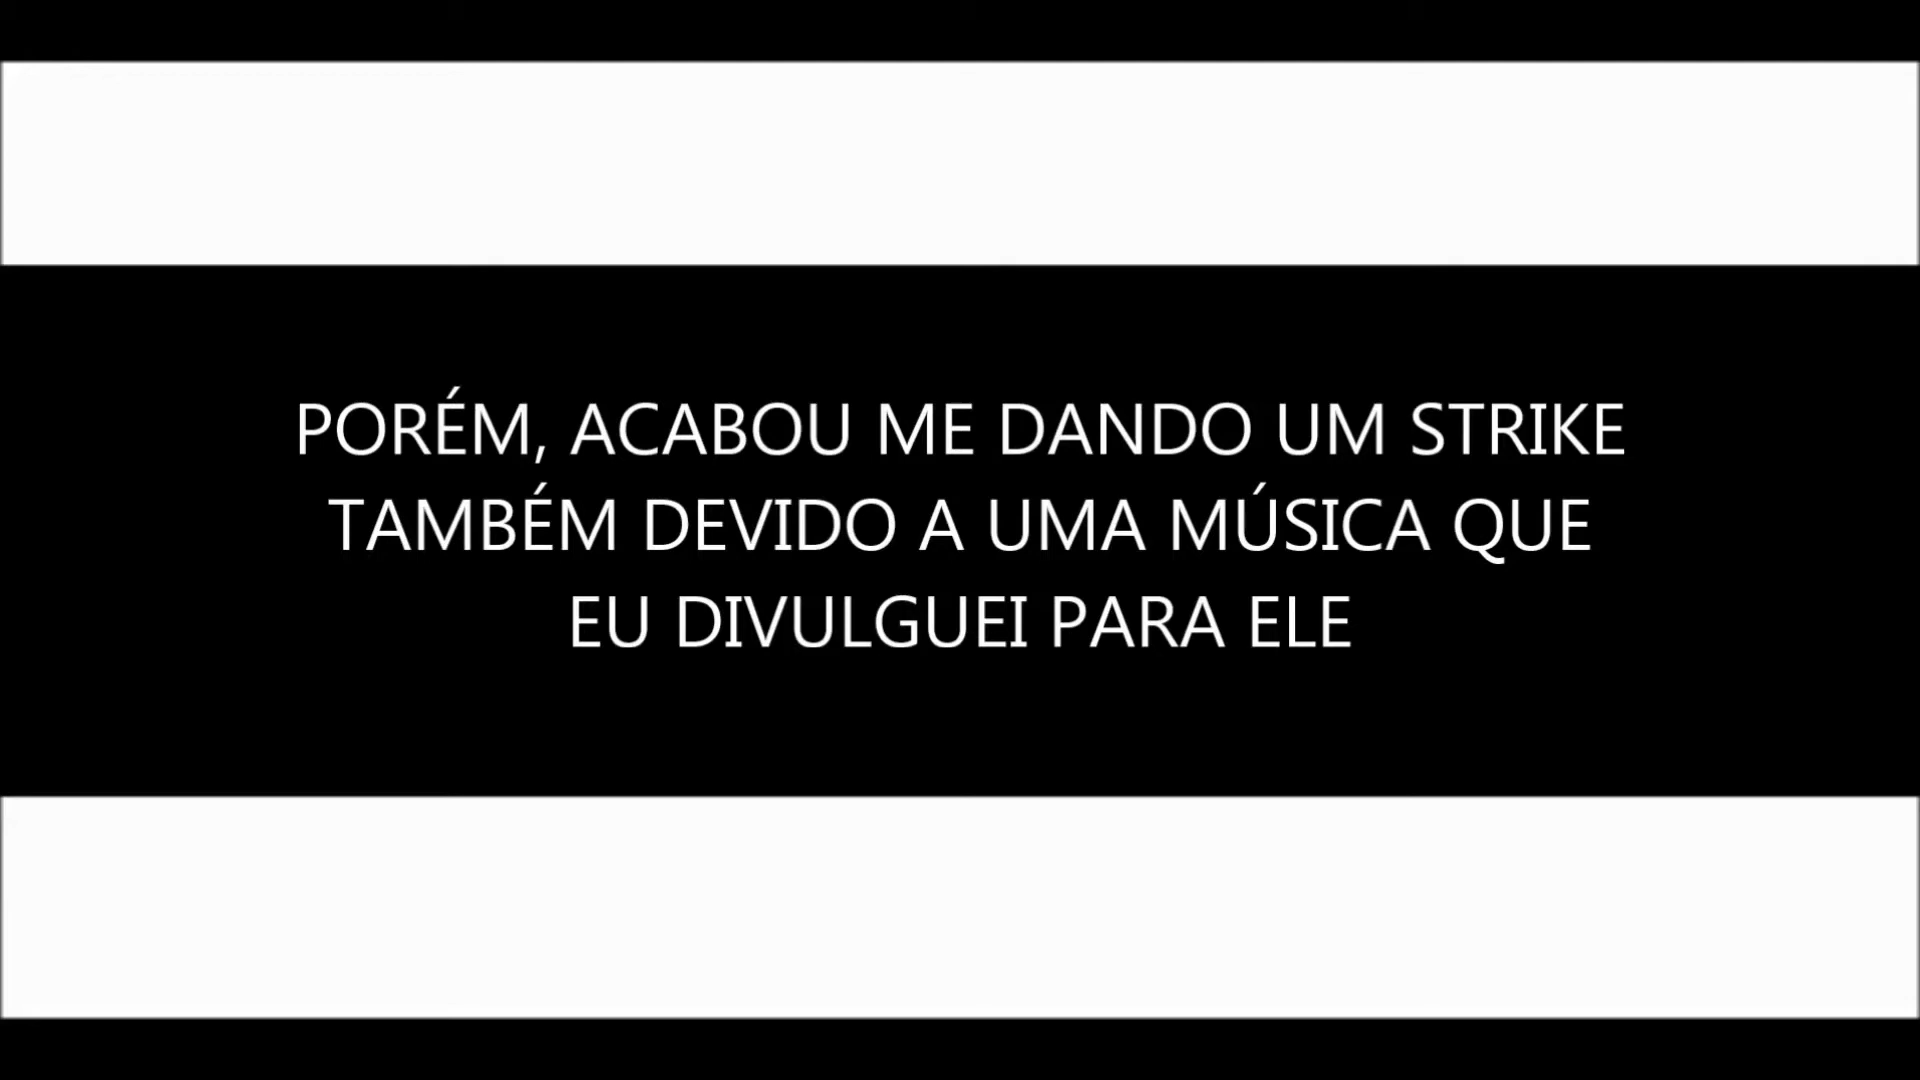 PORÉM, ACABOU ME DANDO UM STRIKE
TAMBÉM DEVIDO A UMA MÚSICA QUE
EU DIVULGUEI PARA ELE